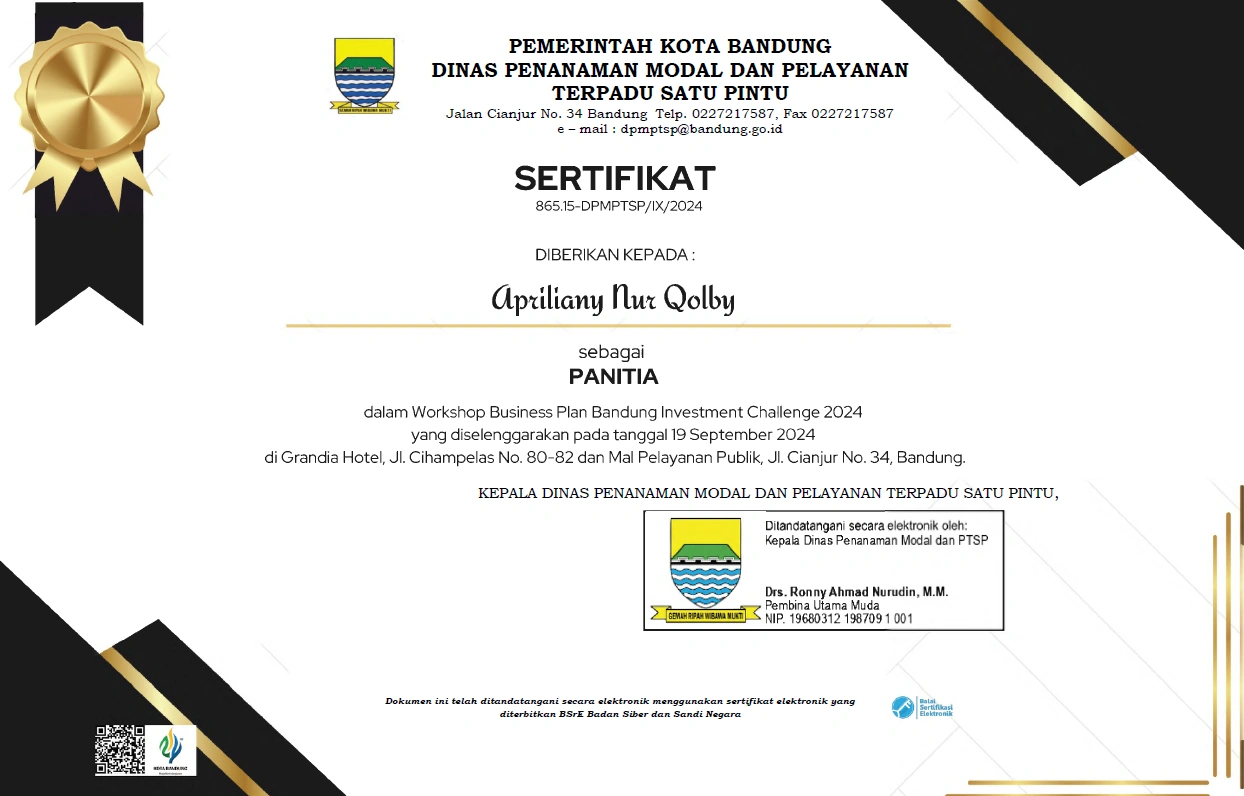 PEMERINTAH KOTA BANDUNG
DINAS PENANAMAN MODAL DAN PELAYANAN
TERPADU SATU PINTU
Jalan Cianjur No. 34 Bandung Telp. 0227217587, Fax 0227217587
e – mail : dpmptsp@bandung.go.id
SERTIFIKAT
865.15-DPMPTSP/IX/2024
DIBERIKAN KEPADA :
Apriliany Nur Qolby
sebagai
PANITIA
dalam Workshop Business Plan Bandung Investment Challenge 2024
yang diselenggarakan pada tanggal 19 September 2024
di Grandia Hotel, Jl. Cihampelas No. 80-82 dan Mal Pelayanan Publik, Jl. Cianjur No. 34, Bandung.
KEPALA DINAS PENANAMAN MODAL DAN PELAYANAN TERPADU SATU PINTU,
Ditandatangani secara elektronik oleh:
Kepala Dinas Penanaman Modal dan PTSP
Drs. Ronny Ahmad Nurudin, M.M.
Pembina Utama Muda
NIP. 19680312 198709 1 001
GEMAH RIPAH WIBAWA MUKTI
Dokumen ini telah ditandatangani secara elektronik menggunakan sertifikat elektronik yang
diterbitkan BSrE Badan Siber dan Sandi Negara
Balai
Sertifikasi
Elektronik
KOTA BANDUNG